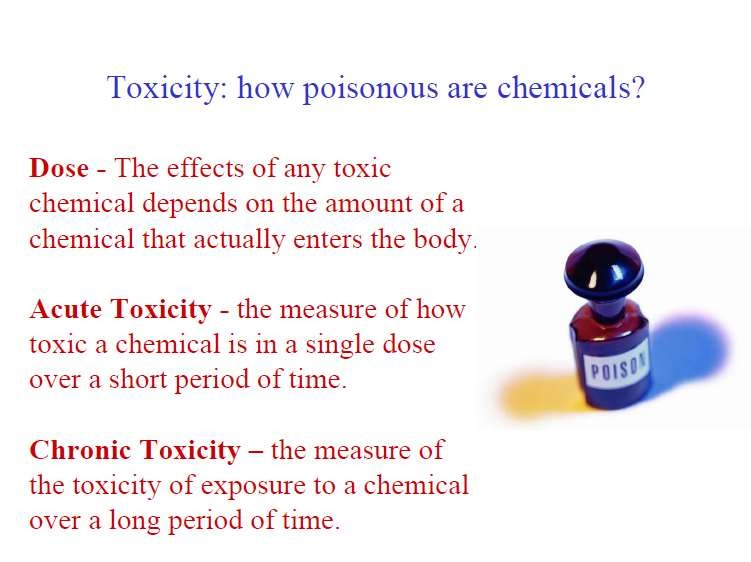 Toxicity: how poisonous are chemicals?
Dose - The effects of any toxic
chemical depends on the amount of a
chemical that actually enters the body.
Acute Toxicity - the measure of how
toxic a chemical is in a single dose
over a short period of time.
Chronic Toxicity – the measure of
the toxicity of exposure to a chemical
over a long period of time.
POISON